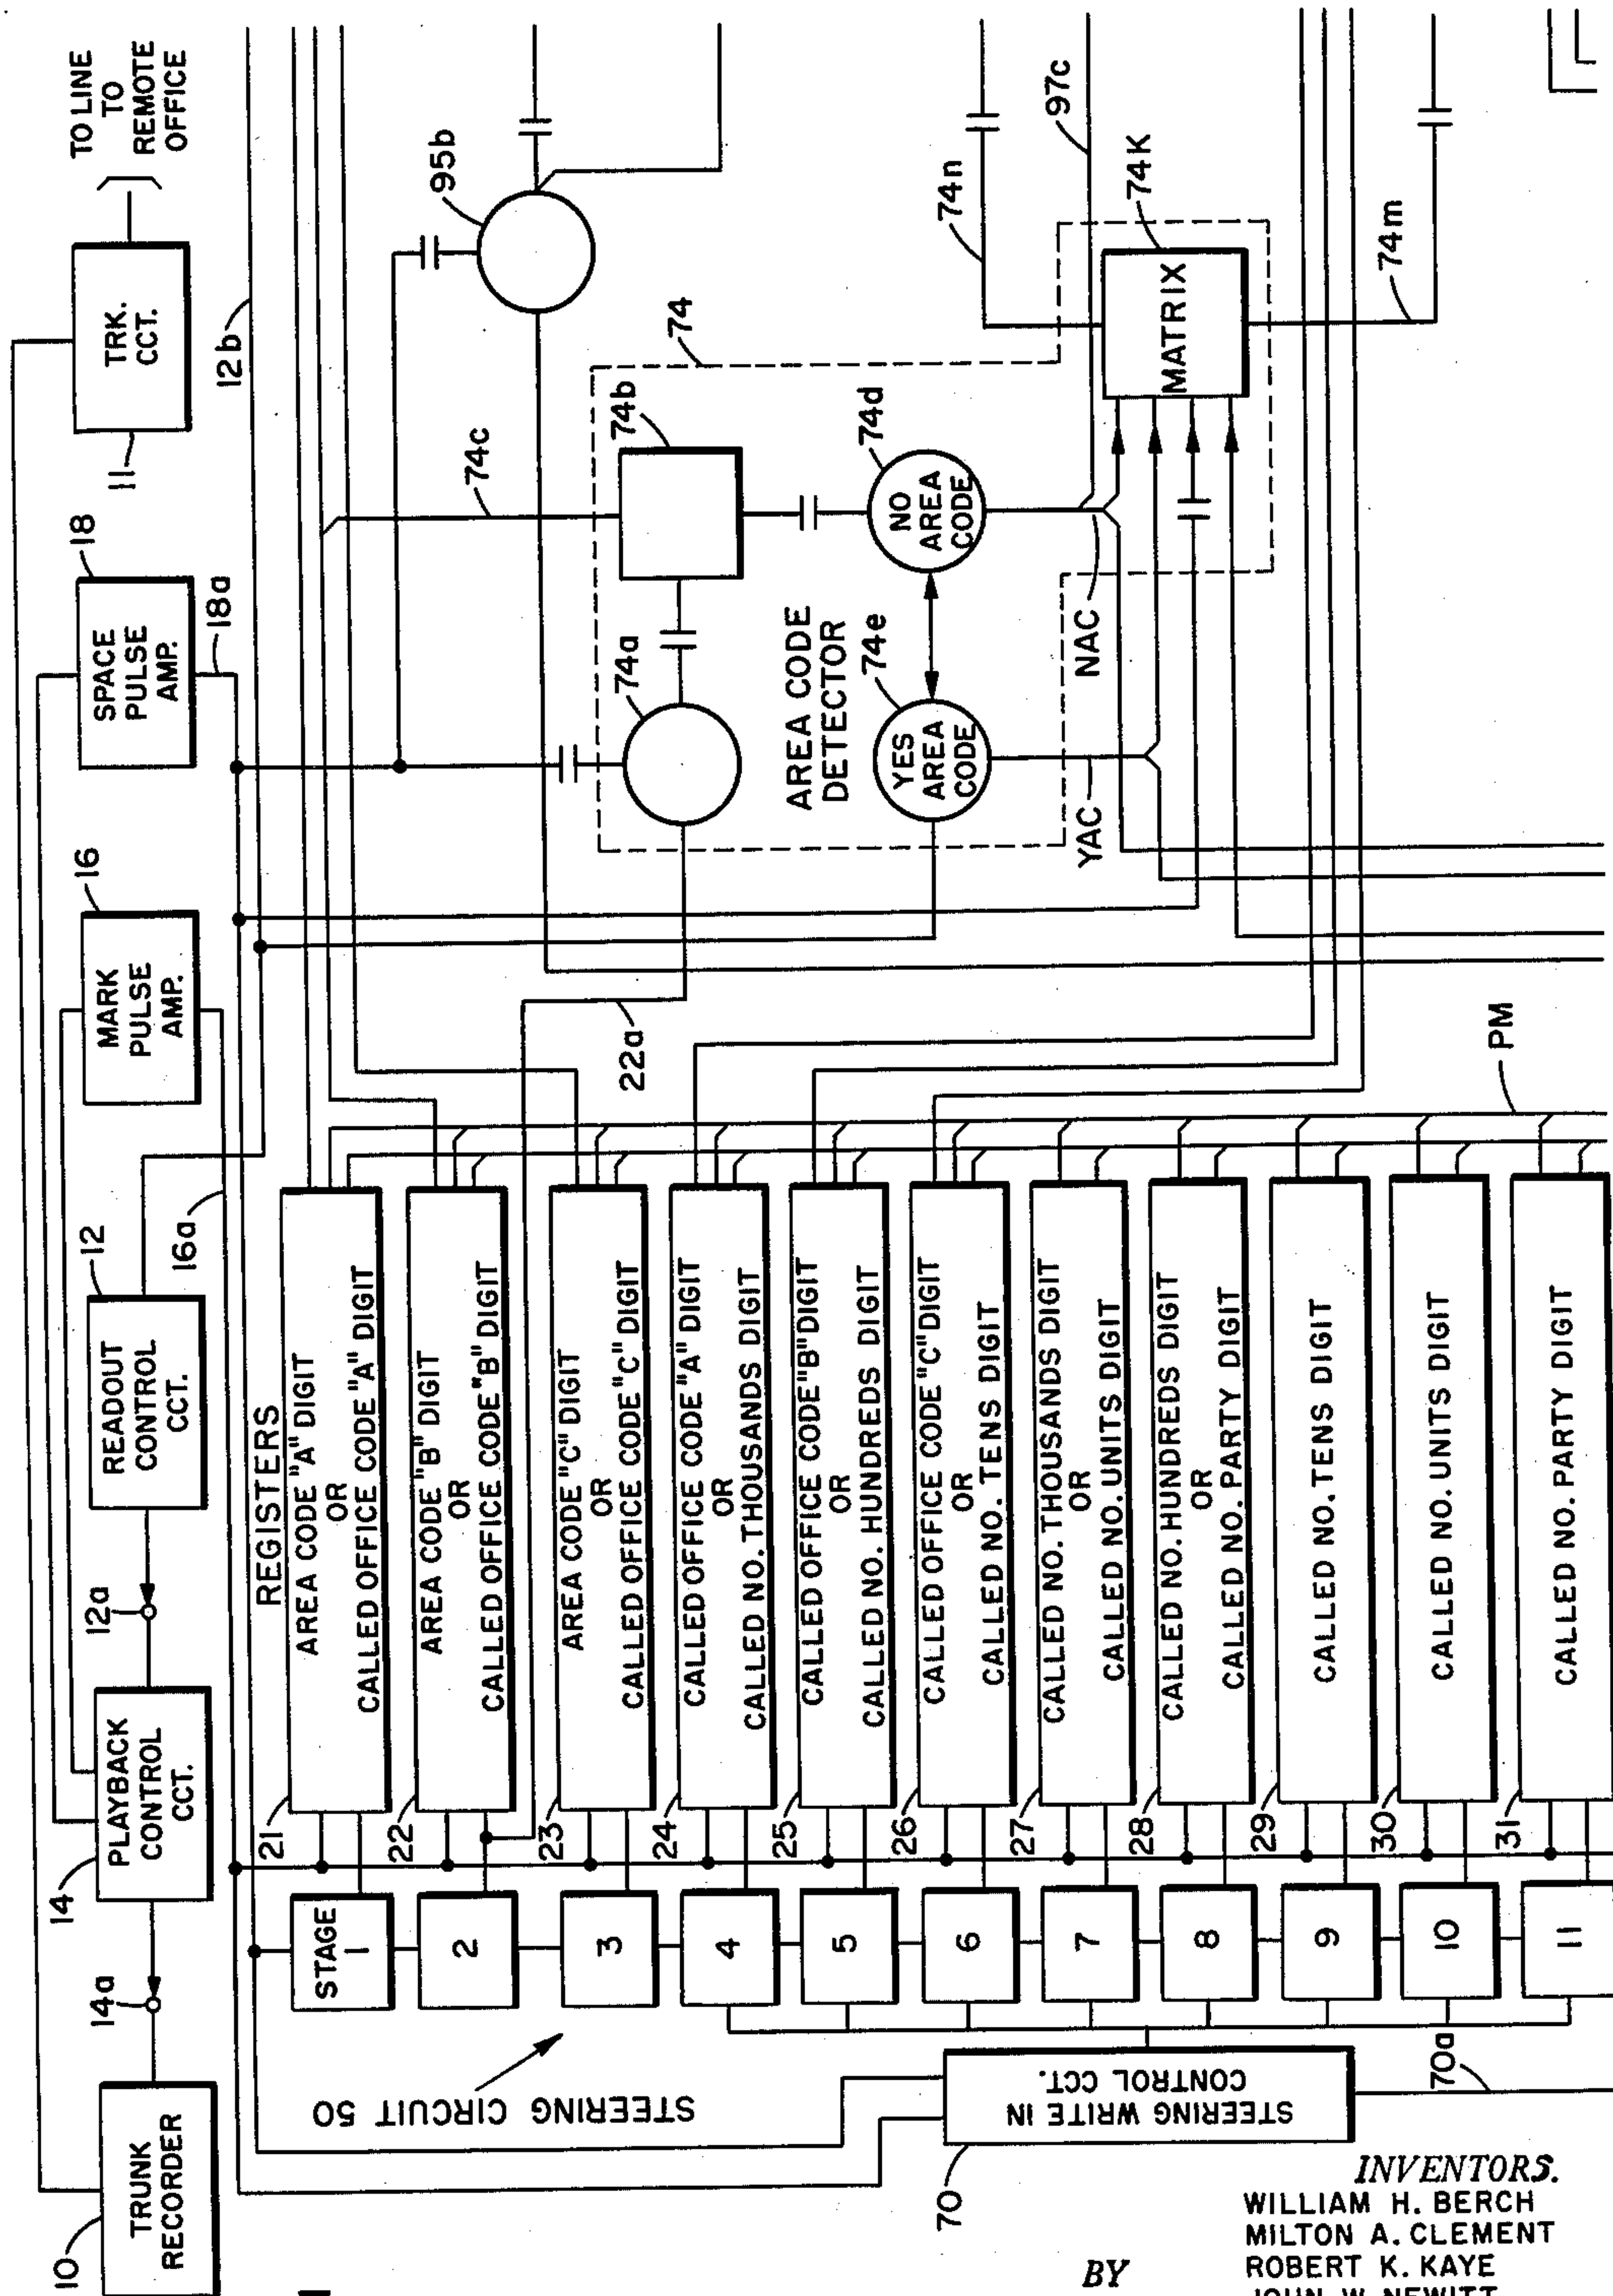 TO LINE
TO
REMOTE
OFFICE
TRK.
CCT.
11
SPACE
PULSE
AMP.
18
18a
MARK
PULSE
AMP.
16
16a
READOUT
CONTROL
CCT.
12
12a
12b
PLAYBACK
CONTROL
CCT.
14
14a
TRUNK
RECORDER
10
REGISTERS
21
AREA CODE "A" DIGIT
OR
CALLED OFFICE CODE "A" DIGIT
22
AREA CODE "B" DIGIT
OR
CALLED OFFICE CODE "B" DIGIT
23
AREA CODE "C" DIGIT
OR
CALLED OFFICE CODE "C" DIGIT
24
CALLED OFFICE CODE "A" DIGIT
OR
CALLED NO. THOUSANDS DIGIT
25
CALLED OFFICE CODE "B" DIGIT
OR
CALLED NO. HUNDREDS DIGIT
26
CALLED OFFICE CODE "C" DIGIT
OR
CALLED NO. TENS DIGIT
27
CALLED NO. THOUSANDS DIGIT
OR
CALLED NO. UNITS DIGIT
28
CALLED NO. HUNDREDS DIGIT
OR
CALLED NO. PARTY DIGIT
29
CALLED NO. TENS DIGIT
30
CALLED NO. UNITS DIGIT
31
CALLED NO. PARTY DIGIT
STAGE
1
2
3
4
5
6
7
8
9
10
11
STEERING CIRCUIT 50
STEERING WRITE IN
CONTROL CCT.
70
70a
22a
PM
95b
74
74a
74b
74c
AREA CODE
DETECTOR
74d
NO
AREA
CODE
74e
YES
AREA
CODE
NAC
YAC
MATRIX
74K
74n
74m
97c
INVENTORS.
WILLIAM H. BERCH
MILTON A. CLEMENT
ROBERT K. KAYE
JOHN W. NEWITT
BY